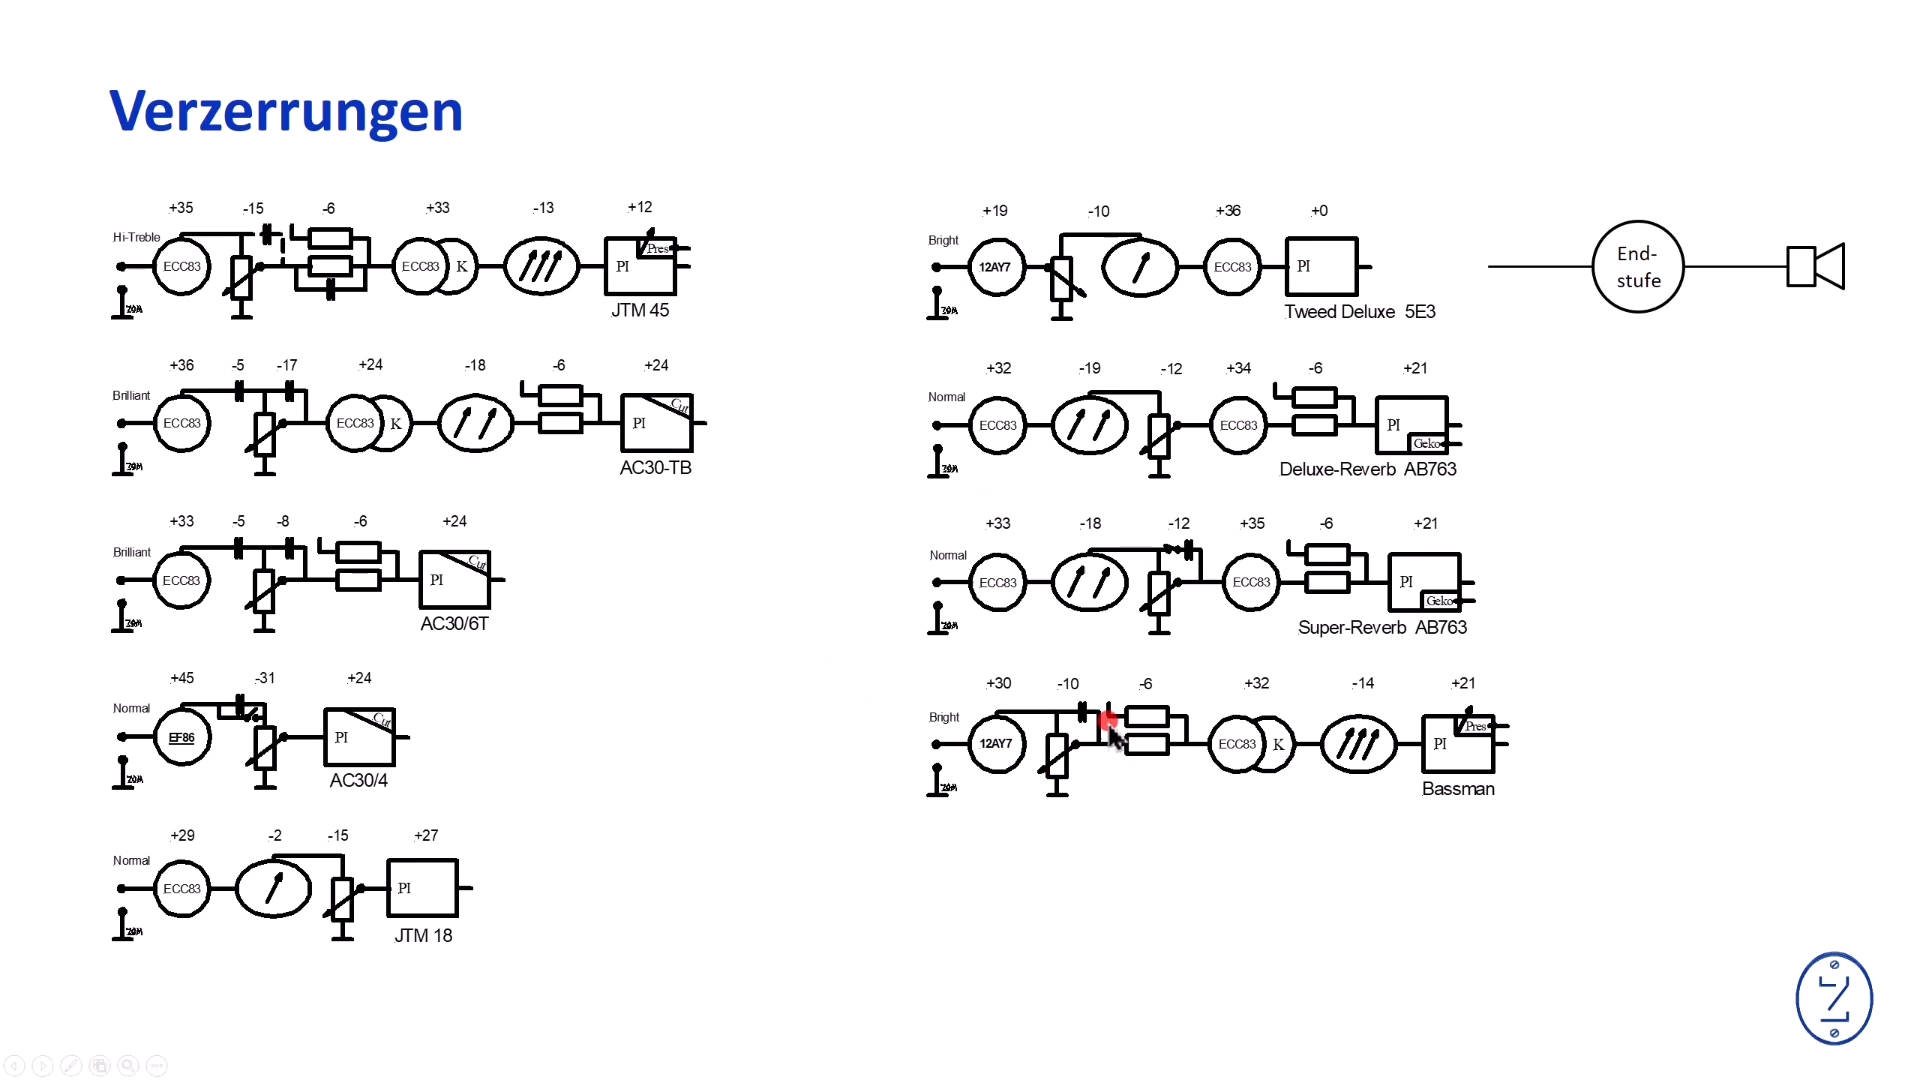 Verzerrungen
+35 -15 -6 +33 -13 +12
Hi-Treble
ECC83 ECC83 K PI Pres
20mV
JTM 45
+36 -5 -17 +24 -18 -6 +24
Brilliant
ECC83 ECC83 K PI Cut
AC30-TB
+33 -5 -8 -6 +24
Brilliant
ECC83 PI Cut
AC30/6T
+45 -31 +24
Normal
EF86 PI Cut
AC30/4
+29 -2 -15 +27
Normal
ECC83 PI
JTM 18
+19 -10 +36 +0
Bright
12AY7 ECC83 PI
Tweed Deluxe 5E3
+32 -19 -12 +34 -6 +21
Normal
ECC83 ECC83 PI Geko
Deluxe-Reverb AB763
+33 -18 -12 +35 -6 +21
Normal
ECC83 ECC83 PI Geko
Super-Reverb AB763
+30 -10 -6 +32 -14 +21
Bright
12AY7 ECC83 K PI Pres
Bassman
End-
stufe